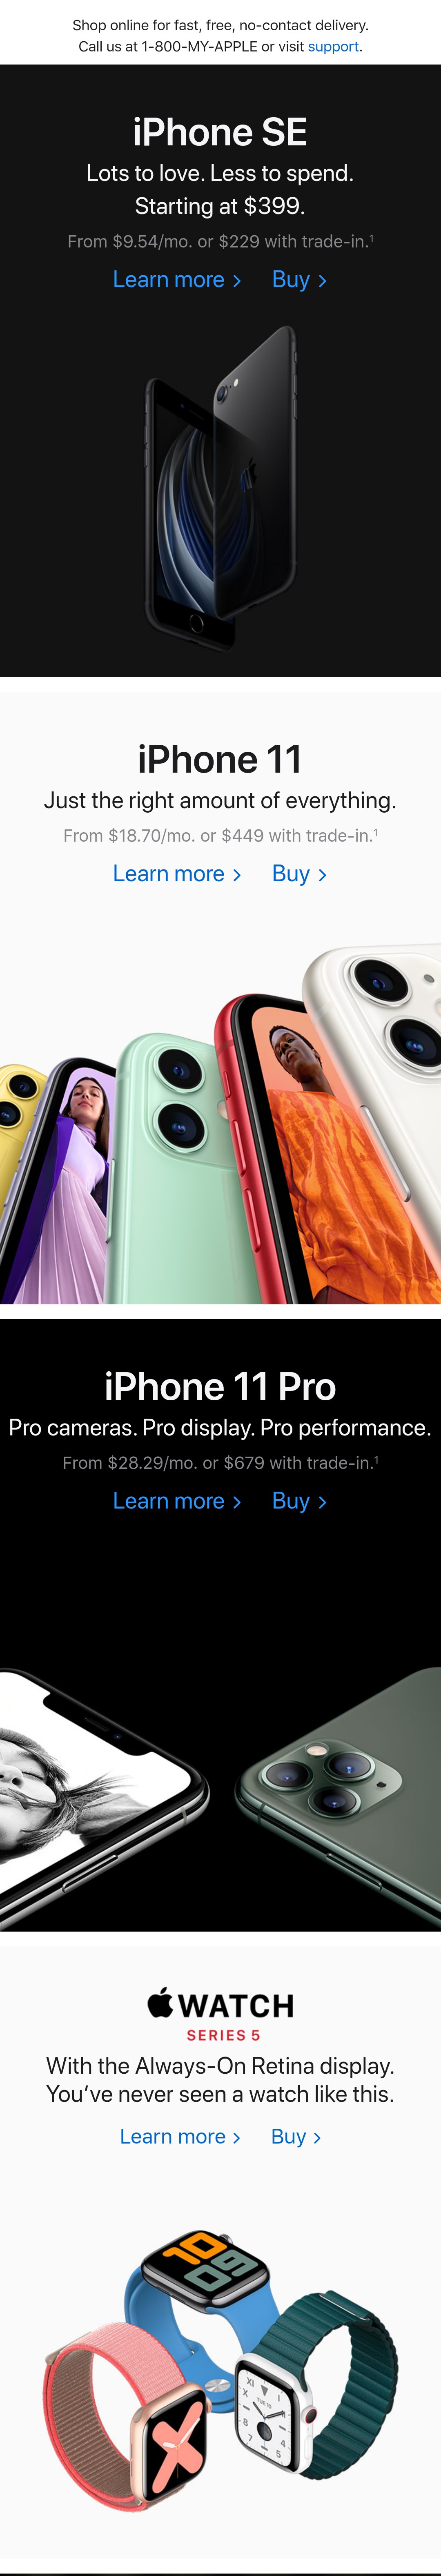 Shop online for fast, free, no-contact delivery.
Call us at 1-800-MY-APPLE or visit support.
iPhone SE
Lots to love. Less to spend.
Starting at $399.
From $9.54/mo. or $229 with trade-in.¹
Learn more > Buy >
iPhone 11
Just the right amount of everything.
From $18.70/mo. or $449 with trade-in.¹
Learn more > Buy >
iPhone 11 Pro
Pro cameras. Pro display. Pro performance.
From $28.29/mo. or $679 with trade-in.¹
Learn more > Buy >
WATCH
SERIES 5
With the Always-On Retina display.
You’ve never seen a watch like this.
Learn more > Buy >
10
09
TUE 10